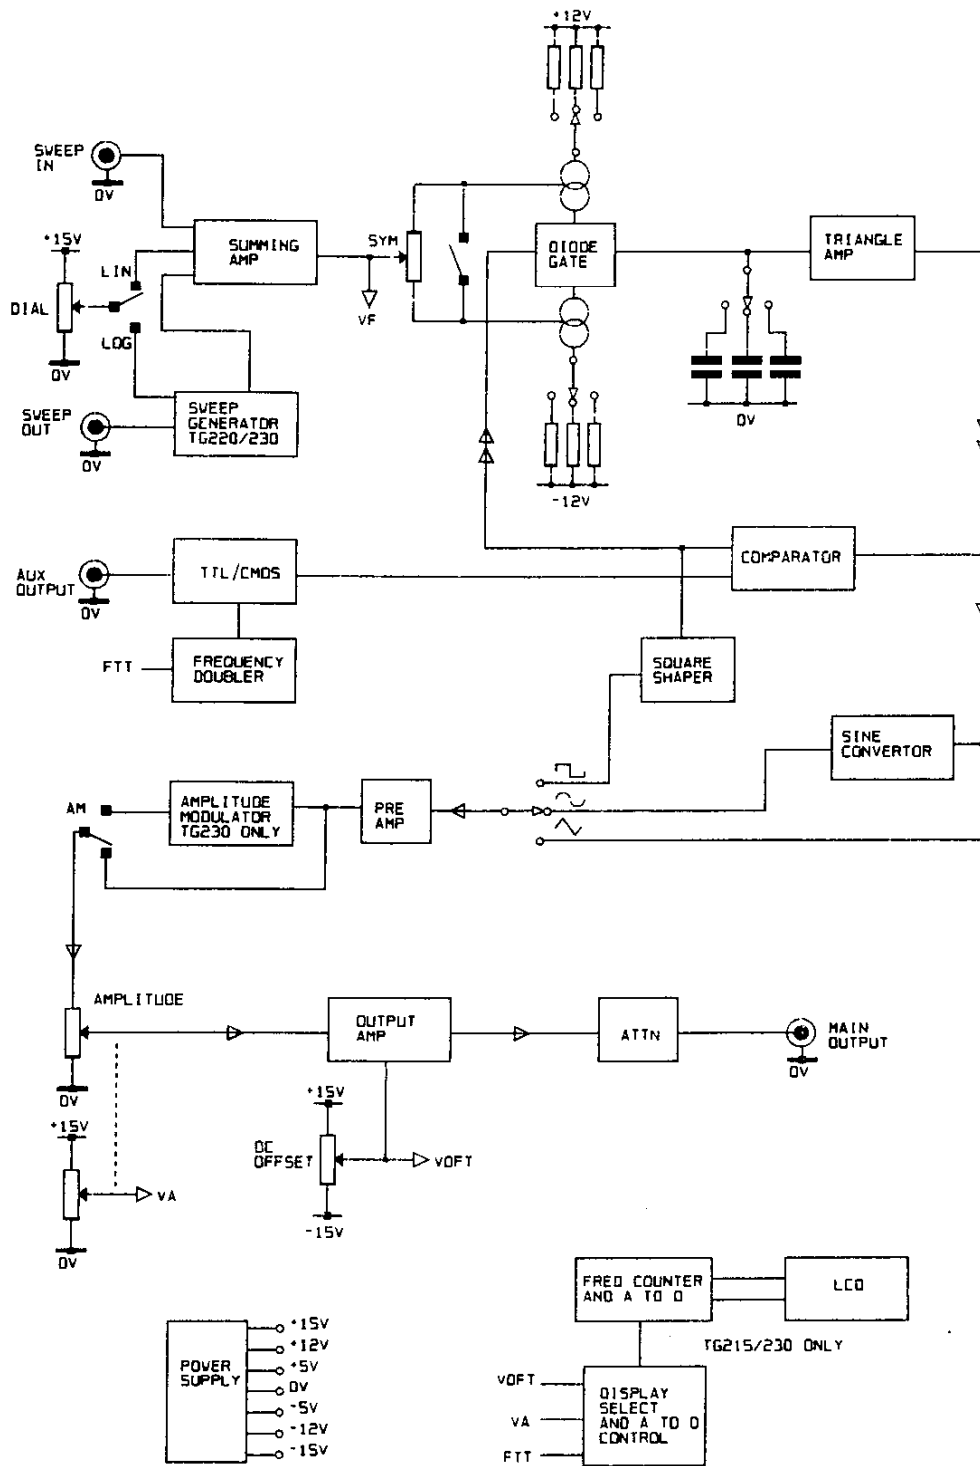 +12V
SWEEP
IN
0V
+15V
DIAL
LIN
LOG
0V
SUMMING
AMP
SYM
VF
DIODE
GATE
TRIANGLE
AMP
0V
-12V
SWEEP
OUT
0V
SWEEP
GENERATOR
TG220/230
AUX
OUTPUT
0V
TTL/CMOS
COMPARATOR
FTT
FREQUENCY
DOUBLER
SQUARE
SHAPER
SINE
CONVERTOR
AM
AMPLITUDE
MODULATOR
TG230 ONLY
PRE
AMP
AMPLITUDE
0V
OUTPUT
AMP
ATTN
MAIN
OUTPUT
0V
+15V
VA
0V
+15V
DC
OFFSET
VOFT
-15V
FREQ COUNTER
AND A TO D
LCD
TG215/230 ONLY
POWER
SUPPLY
+15V
+12V
+5V
0V
-5V
-12V
-15V
VOFT
VA
FTT
DISPLAY
SELECT
AND A TO D
CONTROL